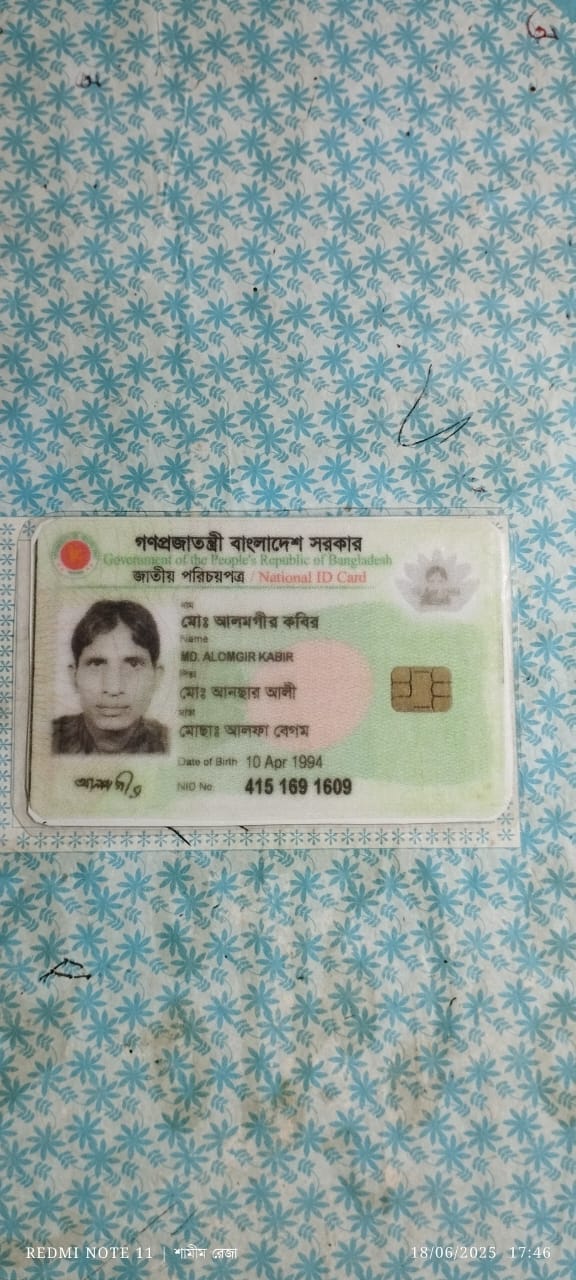 গণপ্রজাতন্ত্রী বাংলাদেশ সরকার
Government of the People's Republic of Bangladesh
জাতীয় পরিচয়পত্র / National ID Card
নাম
মোঃ আলমগীর কবির
Name
MD. ALOMGIR KABIR
পিতা
মোঃ আনছার আলী
মাতা
মোছাঃ আলফা বেগম
Date of Birth 10 Apr 1994
NID No 415 169 1609
REDMI NOTE 11 | শামীম রেজা 18/06/2025 17:46